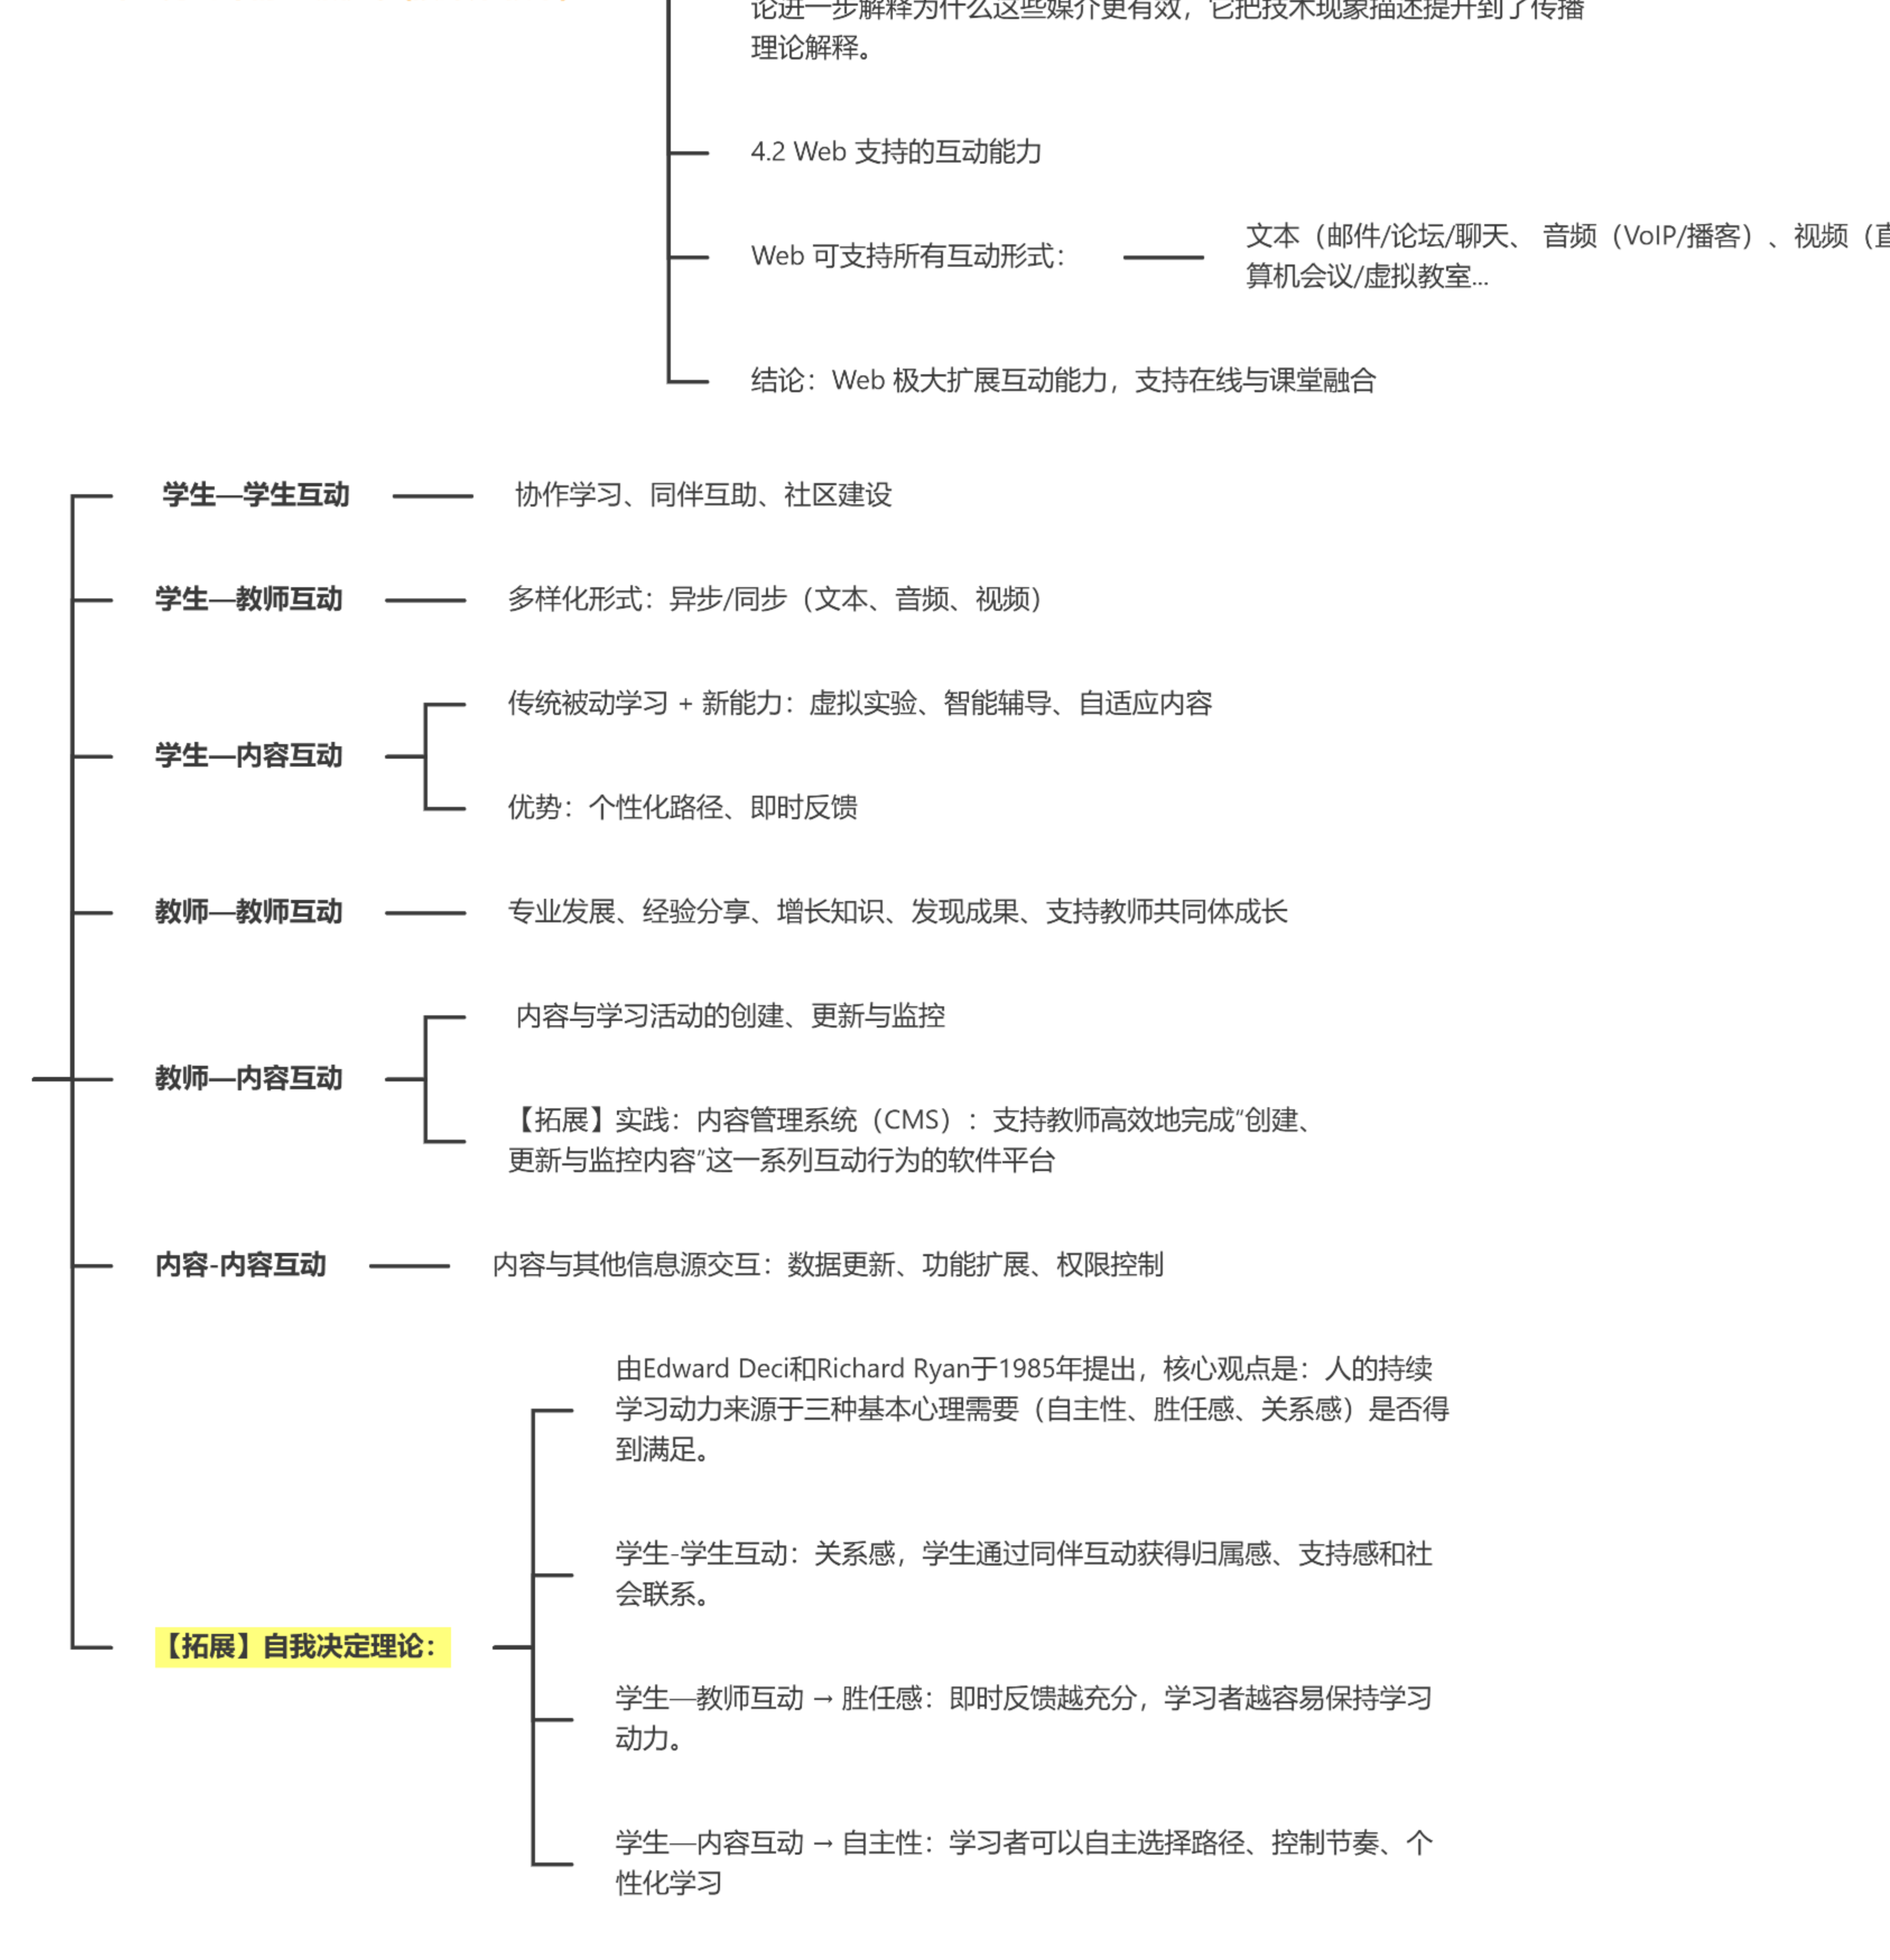 论进一步解释为什么这些媒介更有效，它把技术现象描述提升到了传播
理论解释。
4.2 Web 支持的互动能力
Web 可支持所有互动形式：
文本（邮件/论坛/聊天、 音频（VoIP/播客）、视频（直
算机会议/虚拟教室...
结论：Web 极大扩展互动能力，支持在线与课堂融合
学生—学生互动
协作学习、同伴互助、社区建设
学生—教师互动
多样化形式：异步/同步（文本、音频、视频）
学生—内容互动
传统被动学习 + 新能力：虚拟实验、智能辅导、自适应内容
优势：个性化路径、即时反馈
教师—教师互动
专业发展、经验分享、增长知识、发现成果、支持教师共同体成长
教师—内容互动
内容与学习活动的创建、更新与监控
【拓展】实践：内容管理系统（CMS）：支持教师高效地完成“创建、
更新与监控内容”这一系列互动行为的软件平台
内容-内容互动
内容与其他信息源交互：数据更新、功能扩展、权限控制
【拓展】自我决定理论：
由Edward Deci和Richard Ryan于1985年提出，核心观点是：人的持续
学习动力来源于三种基本心理需要（自主性、胜任感、关系感）是否得
到满足。
学生-学生互动：关系感，学生通过同伴互动获得归属感、支持感和社
会联系。
学生—教师互动 → 胜任感：即时反馈越充分，学习者越容易保持学习
动力。
学生—内容互动 → 自主性：学习者可以自主选择路径、控制节奏、个
性化学习